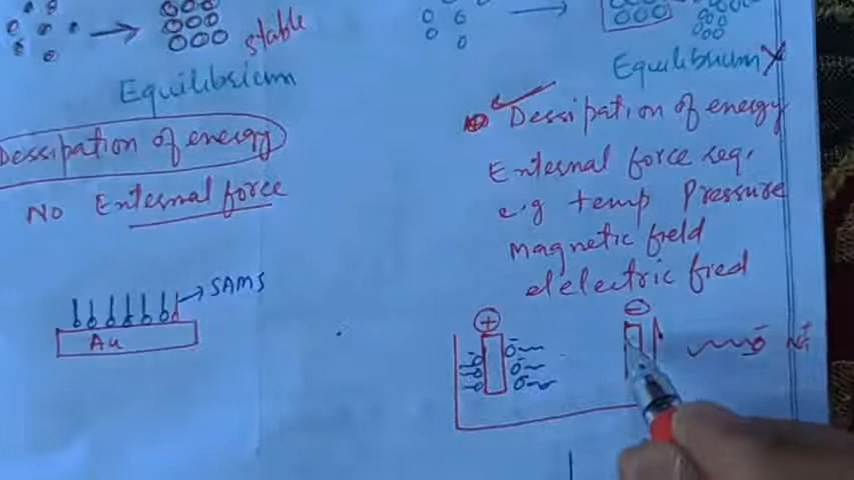 stable
Equilibrium
Dessipation of energy
No External force
SAMS
Au
Equilibrium X
Dessipation of energy
External force req.
e.g temp Pressure
magnetic field
elelectric fied
+
-